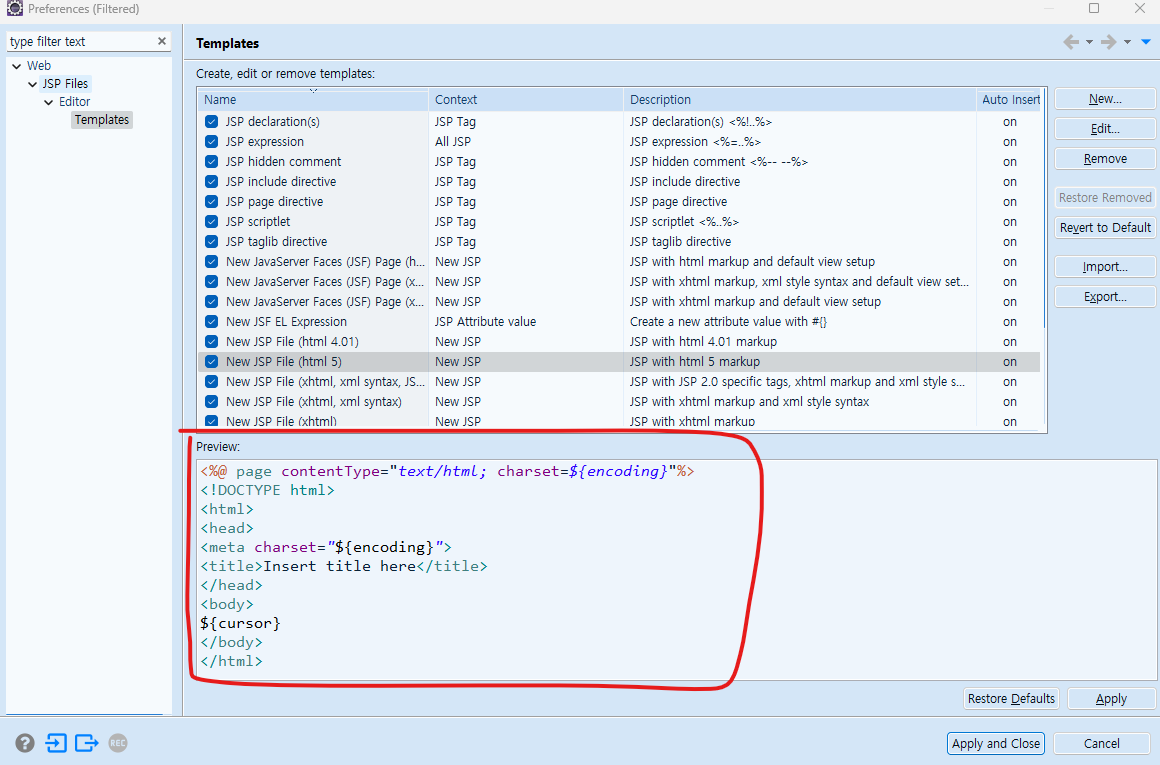 Preferences (Filtered)
type filter text
Web
JSP Files
Editor
Templates
Templates
Create, edit or remove templates:
Name Context Description Auto Insert
JSP declaration(s) JSP Tag JSP declaration(s) <%!..%> on
JSP expression All JSP JSP expression <%=..%> on
JSP hidden comment JSP Tag JSP hidden comment <%-- --%> on
JSP include directive JSP Tag JSP include directive on
JSP page directive JSP Tag JSP page directive on
JSP scriptlet JSP Tag JSP scriptlet <%..%> on
JSP taglib directive JSP Tag JSP taglib directive on
New JavaServer Faces (JSF) Page (h... New JSP JSP with html markup and default view setup on
New JavaServer Faces (JSF) Page (x... New JSP JSP with xhtml markup, xml style syntax and default view set... on
New JavaServer Faces (JSF) Page (x... New JSP JSP with xhtml markup and default view setup on
New JSF EL Expression JSP Attribute value Create a new attribute value with #{} on
New JSP File (html 4.01) New JSP JSP with html 4.01 markup on
New JSP File (html 5) New JSP JSP with html 5 markup on
New JSP File (xhtml, xml syntax, JS... New JSP JSP with JSP 2.0 specific tags, xhtml markup and xml style s... on
New JSP File (xhtml, xml syntax) New JSP JSP with xhtml markup and xml style syntax on
New JSP File (xhtml) New JSP JSP with xhtml markup on
New...
Edit...
Remove
Restore Removed
Revert to Default
Import...
Export...
Preview:
<%@ page contentType="text/html; charset=${encoding}"%>
<!DOCTYPE html>
<html>
<head>
<meta charset="${encoding}">
<title>Insert title here</title>
</head>
<body>
${cursor}
</body>
</html>
Restore Defaults Apply
REC
Apply and Close Cancel